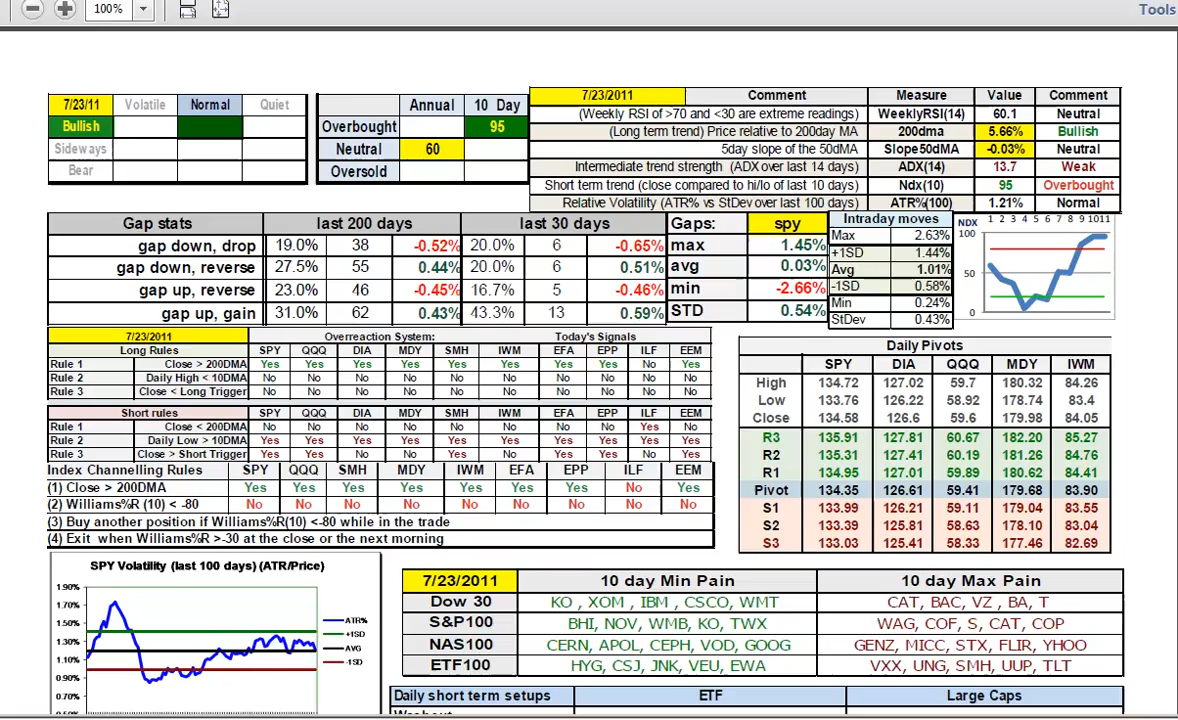 100%
Tools
7/23/11 Volatile Normal Quiet
Bullish
Sideways
Bear
Annual 10 Day
Overbought 95
Neutral 60
Oversold
7/23/2011 Comment Measure Value Comment
(Weekly RSI of >70 and <30 are extreme readings) WeeklyRSI(14) 60.1 Neutral
(Long term trend) Price relative to 200day MA 200dma 5.66% Bullish
5day slope of the 50dMA Slope50dMA -0.03% Neutral
Intermediate trend strength (ADX over last 14 days) ADX(14) 13.7 Weak
Short term trend (close compared to hi/lo of last 10 days) Ndx(10) 95 Overbought
Relative Volatility (ATR% vs StDev over last 100 days) ATR%(100) 1.21% Normal
Gap stats last 200 days last 30 days
gap down, drop 19.0% 38 -0.52% 20.0% 6 -0.65%
gap down, reverse 27.5% 55 0.44% 20.0% 6 0.51%
gap up, reverse 23.0% 46 -0.45% 16.7% 5 -0.46%
gap up, gain 31.0% 62 0.43% 43.3% 13 0.59%
Gaps: spy
max 1.45%
avg 0.03%
min -2.66%
STD 0.54%
Intraday moves
Max 2.63%
+1SD 1.44%
Avg 1.01%
-1SD 0.58%
Min 0.24%
StDev 0.43%
NDX 1 2 3 4 5 6 7 8 9 1011
100
50
0
7/23/2011 Overreaction System: Today's Signals
Long Rules SPY QQQ DIA MDY SMH IWM EFA EPP ILF EEM
Rule 1 Close > 200DMA Yes Yes Yes Yes Yes Yes Yes Yes No Yes
Rule 2 Daily High < 10DMA No No No No No No No No No No
Rule 3 Close < Long Trigger No No No No No No No No No No
Short rules SPY QQQ DIA MDY SMH IWM EFA EPP ILF EEM
Rule 1 Close < 200DMA No No No No No No No No Yes No
Rule 2 Daily Low > 10DMA Yes Yes Yes Yes Yes Yes Yes Yes Yes Yes
Rule 3 Close > Short Trigger Yes Yes No No Yes No Yes Yes No Yes
Index Channelling Rules SPY QQQ SMH MDY IWM EFA EPP ILF EEM
(1) Close > 200DMA Yes Yes Yes Yes Yes Yes Yes No Yes
(2) Williams%R (10) < -80 No No No No No No No No No
(3) Buy another position if Williams%R(10) <-80 while in the trade
(4) Exit when Williams%R >-30 at the close or the next morning
Daily Pivots
SPY DIA QQQ MDY IWM
High 134.72 127.02 59.7 180.32 84.26
Low 133.76 126.22 58.92 178.74 83.4
Close 134.58 126.6 59.6 179.98 84.05
R3 135.91 127.81 60.67 182.20 85.27
R2 135.31 127.41 60.19 181.26 84.76
R1 134.95 127.01 59.89 180.62 84.41
Pivot 134.35 126.61 59.41 179.68 83.90
S1 133.99 126.21 59.11 179.04 83.55
S2 133.39 125.81 58.63 178.10 83.04
S3 133.03 125.41 58.33 177.46 82.69
SPY Volatility (last 100 days) (ATR/Price)
1.90%
1.70%
1.50%
1.30%
1.10%
0.90%
0.70%
ATR%
+1SD
AVG
-1SD
7/23/2011 10 day Min Pain 10 day Max Pain
Dow 30 KO , XOM , IBM , CSCO, WMT CAT, BAC, VZ , BA, T
S&P100 BHI, NOV, WMB, KO, TWX WAG, COF, S, CAT, COP
NAS100 CERN, APOL, CEPH, VOD, GOOG GENZ, MICC, STX, FLIR, YHOO
ETF100 HYG, CSJ, JNK, VEU, EWA VXX, UNG, SMH, UUP, TLT
Daily short term setups ETF Large Caps